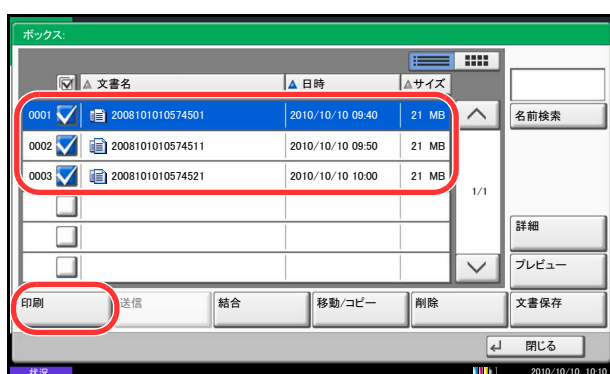 ボックス:
文書名 日時 サイズ
0001 2008101010574501 2010/10/10 09:40 21 MB
名前検索
0002 2008101010574511 2010/10/10 09:50 21 MB
0003 2008101010574521 2010/10/10 10:00 21 MB
1/1
詳細
プレビュー
印刷 送信 結合 移動/コピー 削除 文書保存
閉じる
状況 2010/10/10 10:10